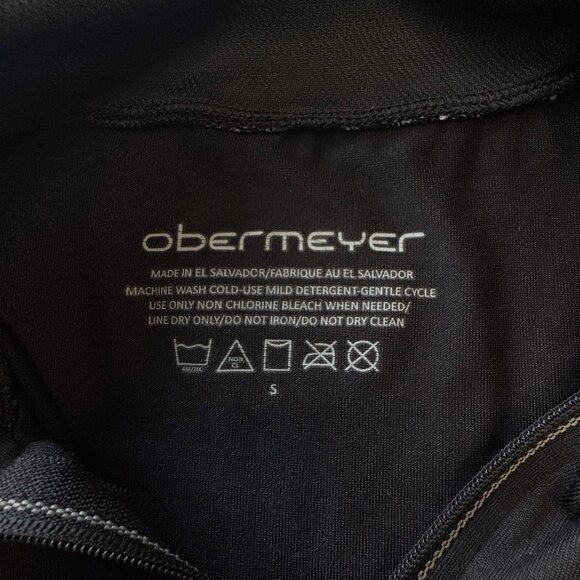 obermeyer
MADE IN EL SALVADOR/FABRIQUE AU EL SALVADOR
MACHINE WASH COLD-USE MILD DETERGENT-GENTLE CYCLE
USE ONLY NON CHLORINE BLEACH WHEN NEEDED/
LINE DRY ONLY/DO NOT IRON/DO NOT DRY CLEAN
NON
CL
S